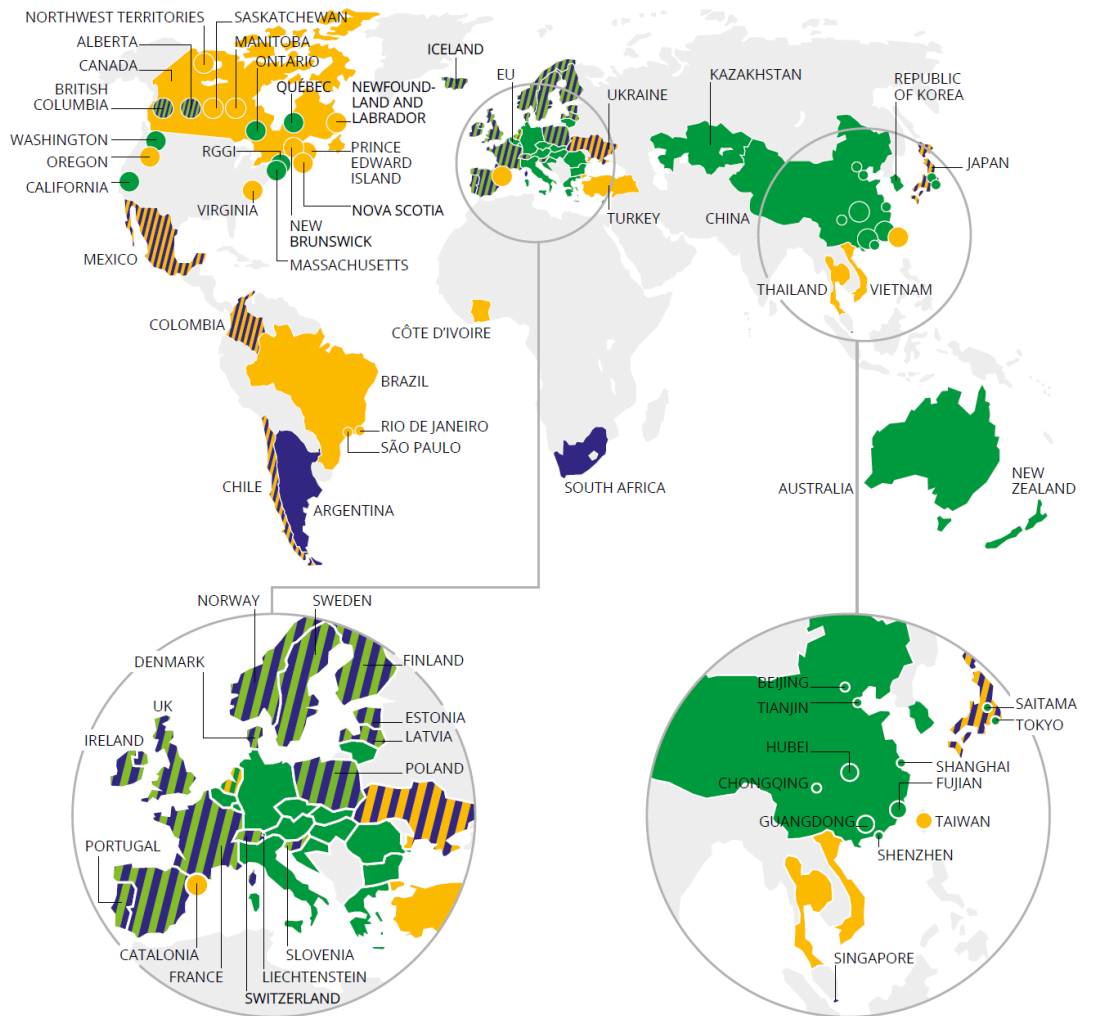 NORTHWEST TERRITORIES
SASKATCHEWAN
ALBERTA
MANITOBA
CANADA
ONTARIO
BRITISH
COLUMBIA
QUÉBEC
NEWFOUND-
LAND AND
LABRADOR
WASHINGTON
OREGON
RGGI
PRINCE
EDWARD
ISLAND
CALIFORNIA
VIRGINIA
NOVA SCOTIA
NEW
BRUNSWICK
MASSACHUSETTS
MEXICO
ICELAND
EU
UKRAINE
KAZAKHSTAN
REPUBLIC
OF KOREA
JAPAN
TURKEY
CHINA
THAILAND
VIETNAM
COLOMBIA
CÔTE D'IVOIRE
BRAZIL
RIO DE JANEIRO
SÃO PAULO
CHILE
ARGENTINA
SOUTH AFRICA
AUSTRALIA
NEW
ZEALAND
NORWAY
SWEDEN
DENMARK
FINLAND
UK
ESTONIA
IRELAND
LATVIA
POLAND
PORTUGAL
CATALONIA
SLOVENIA
FRANCE
LIECHTENSTEIN
SWITZERLAND
BEIJING
TIANJIN
SAITAMA
TOKYO
HUBEI
SHANGHAI
CHONGQING
FUJIAN
GUANGDONG
TAIWAN
SHENZHEN
SINGAPORE